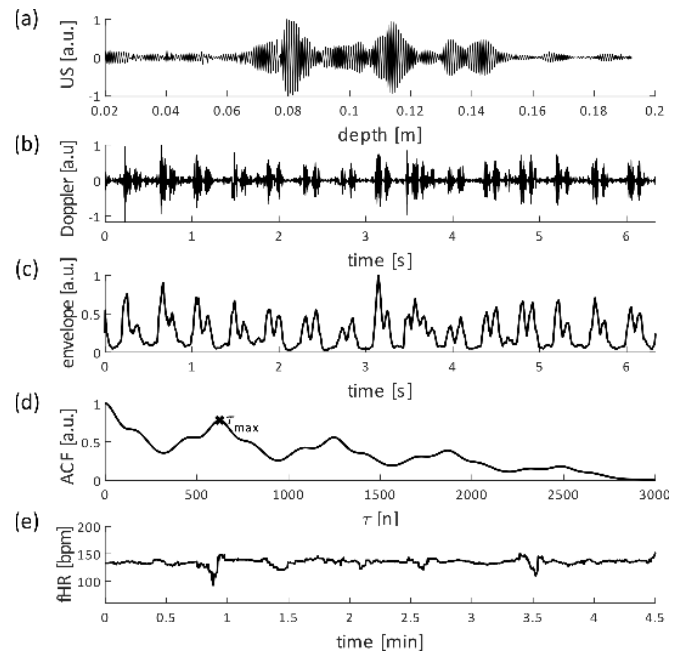 (a)
US [a.u.]
1
0
-1
0.02 0.04 0.06 0.08 0.10 0.12 0.14 0.16 0.18 0.2
depth [m]
(b)
Doppler [a.u]
1
0
-1
0 1 2 3 4 5 6
time [s]
(c)
envelope [a.u.]
1
0.5
0
0 1 2 3 4 5 6
time [s]
(d)
ACF [a.u.]
1
0.5
0
τmax
0 500 1000 1500 2000 2500 3000
τ [n]
(e)
fHR [bpm]
200
150
100
0 0.5 1 1.5 2 2.5 3 3.5 4 4.5
time [min]